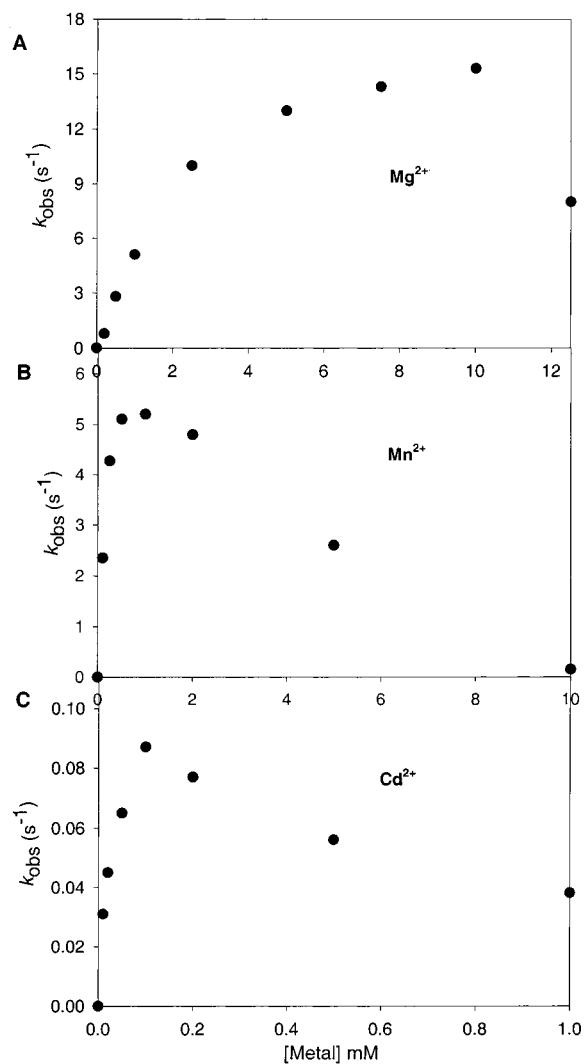 A
18
15
12
9
6
3
0
k obs (s⁻¹)
Mg²⁺
0 2 4 6 8 10 12
B
6
5
4
3
2
1
0
k obs (s⁻¹)
Mn²⁺
0 2 4 6 8 10
C
0.10
0.08
0.06
0.04
0.02
0.00
k obs (s⁻¹)
Cd²⁺
0.0 0.2 0.4 0.6 0.8 1.0
[Metal] mM